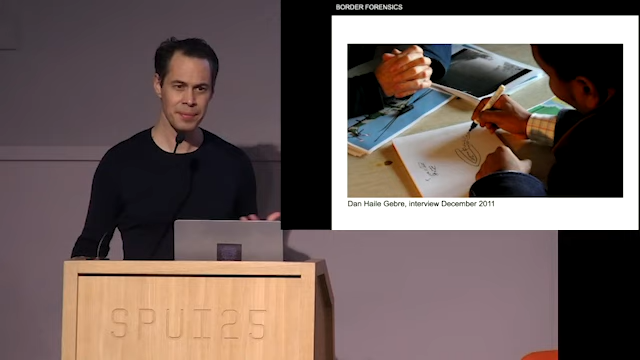 BORDER FORENSICS
Dan Haile Gebre, interview December 2011
SPUI25